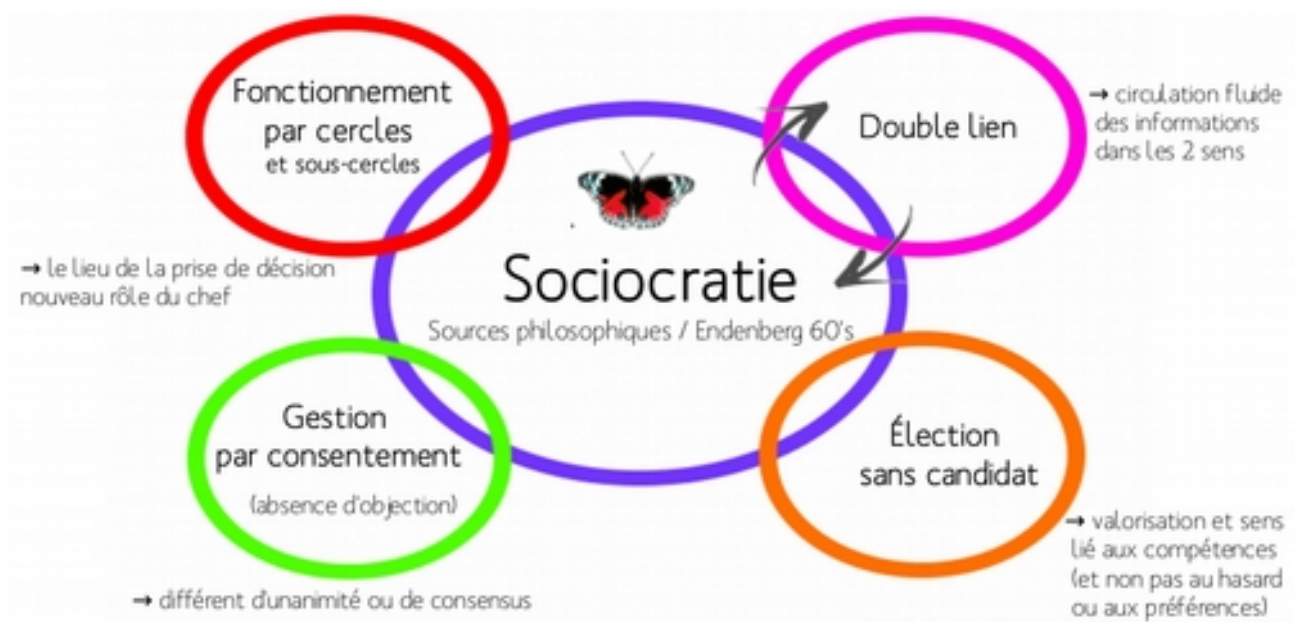 Fonctionnement
par cercles
et sous-cercles
→ le lieu de la prise de décision
nouveau rôle du chef
Double lien
→ circulation fluide
des informations
dans les 2 sens
Sociocratie
Sources philosophiques / Endenberg 60's
Gestion
par consentement
(absence d'objection)
→ différent d'unanimité ou de consensus
Élection
sans candidat
→ valorisation et sens
lié aux compétences
(et non pas au hasard
ou aux préférences)